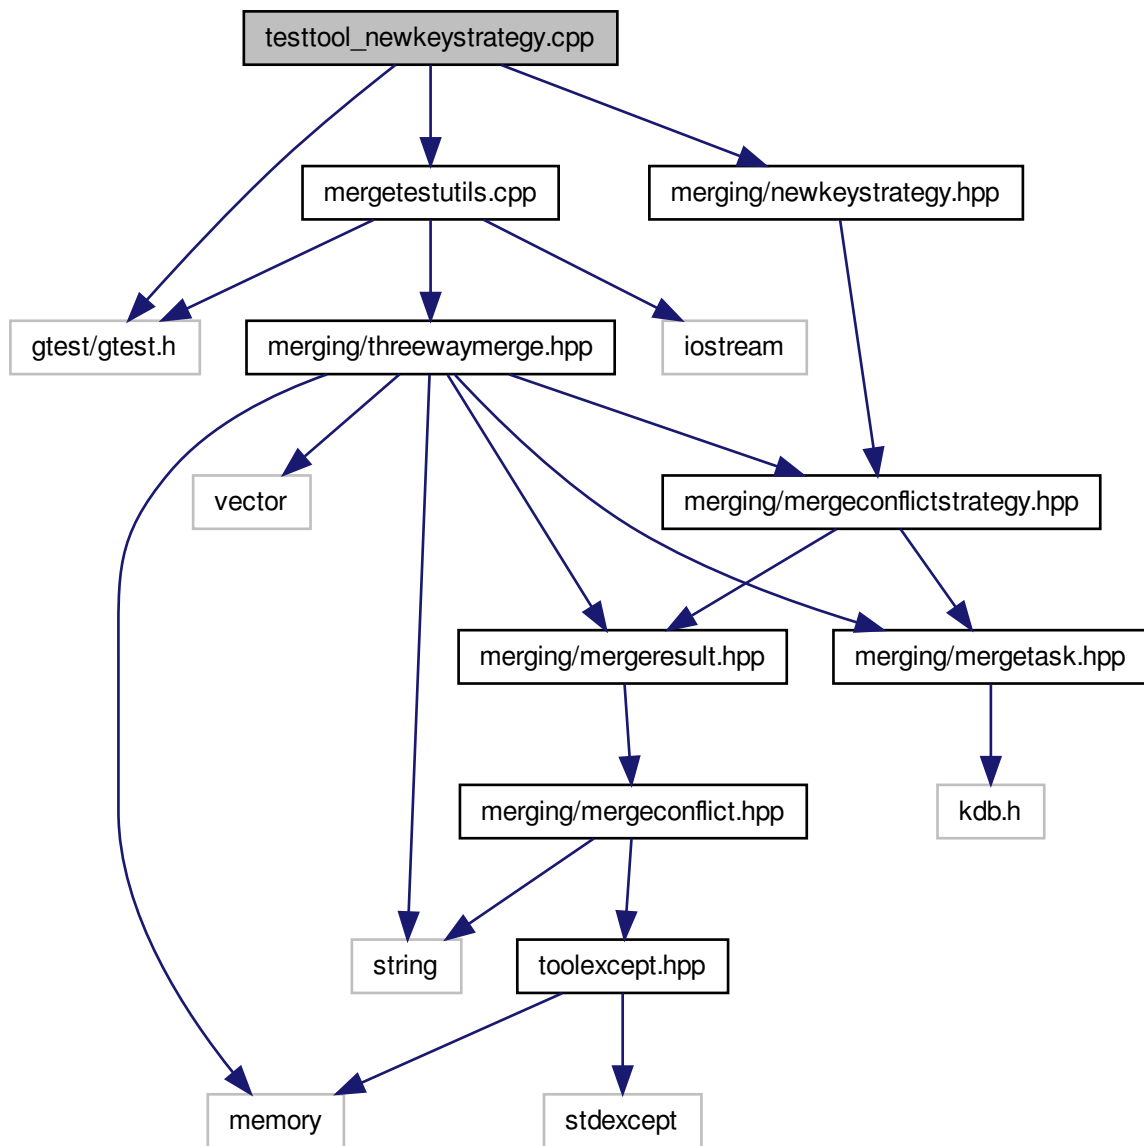 testtool_newkeystrategy.cpp
mergetestutils.cpp
merging/newkeystrategy.hpp
gtest/gtest.h
merging/threewaymerge.hpp
iostream
vector
merging/mergeconflictstrategy.hpp
merging/mergeresult.hpp
merging/mergetask.hpp
merging/mergeconflict.hpp
kdb.h
string
toolexcept.hpp
memory
stdexcept